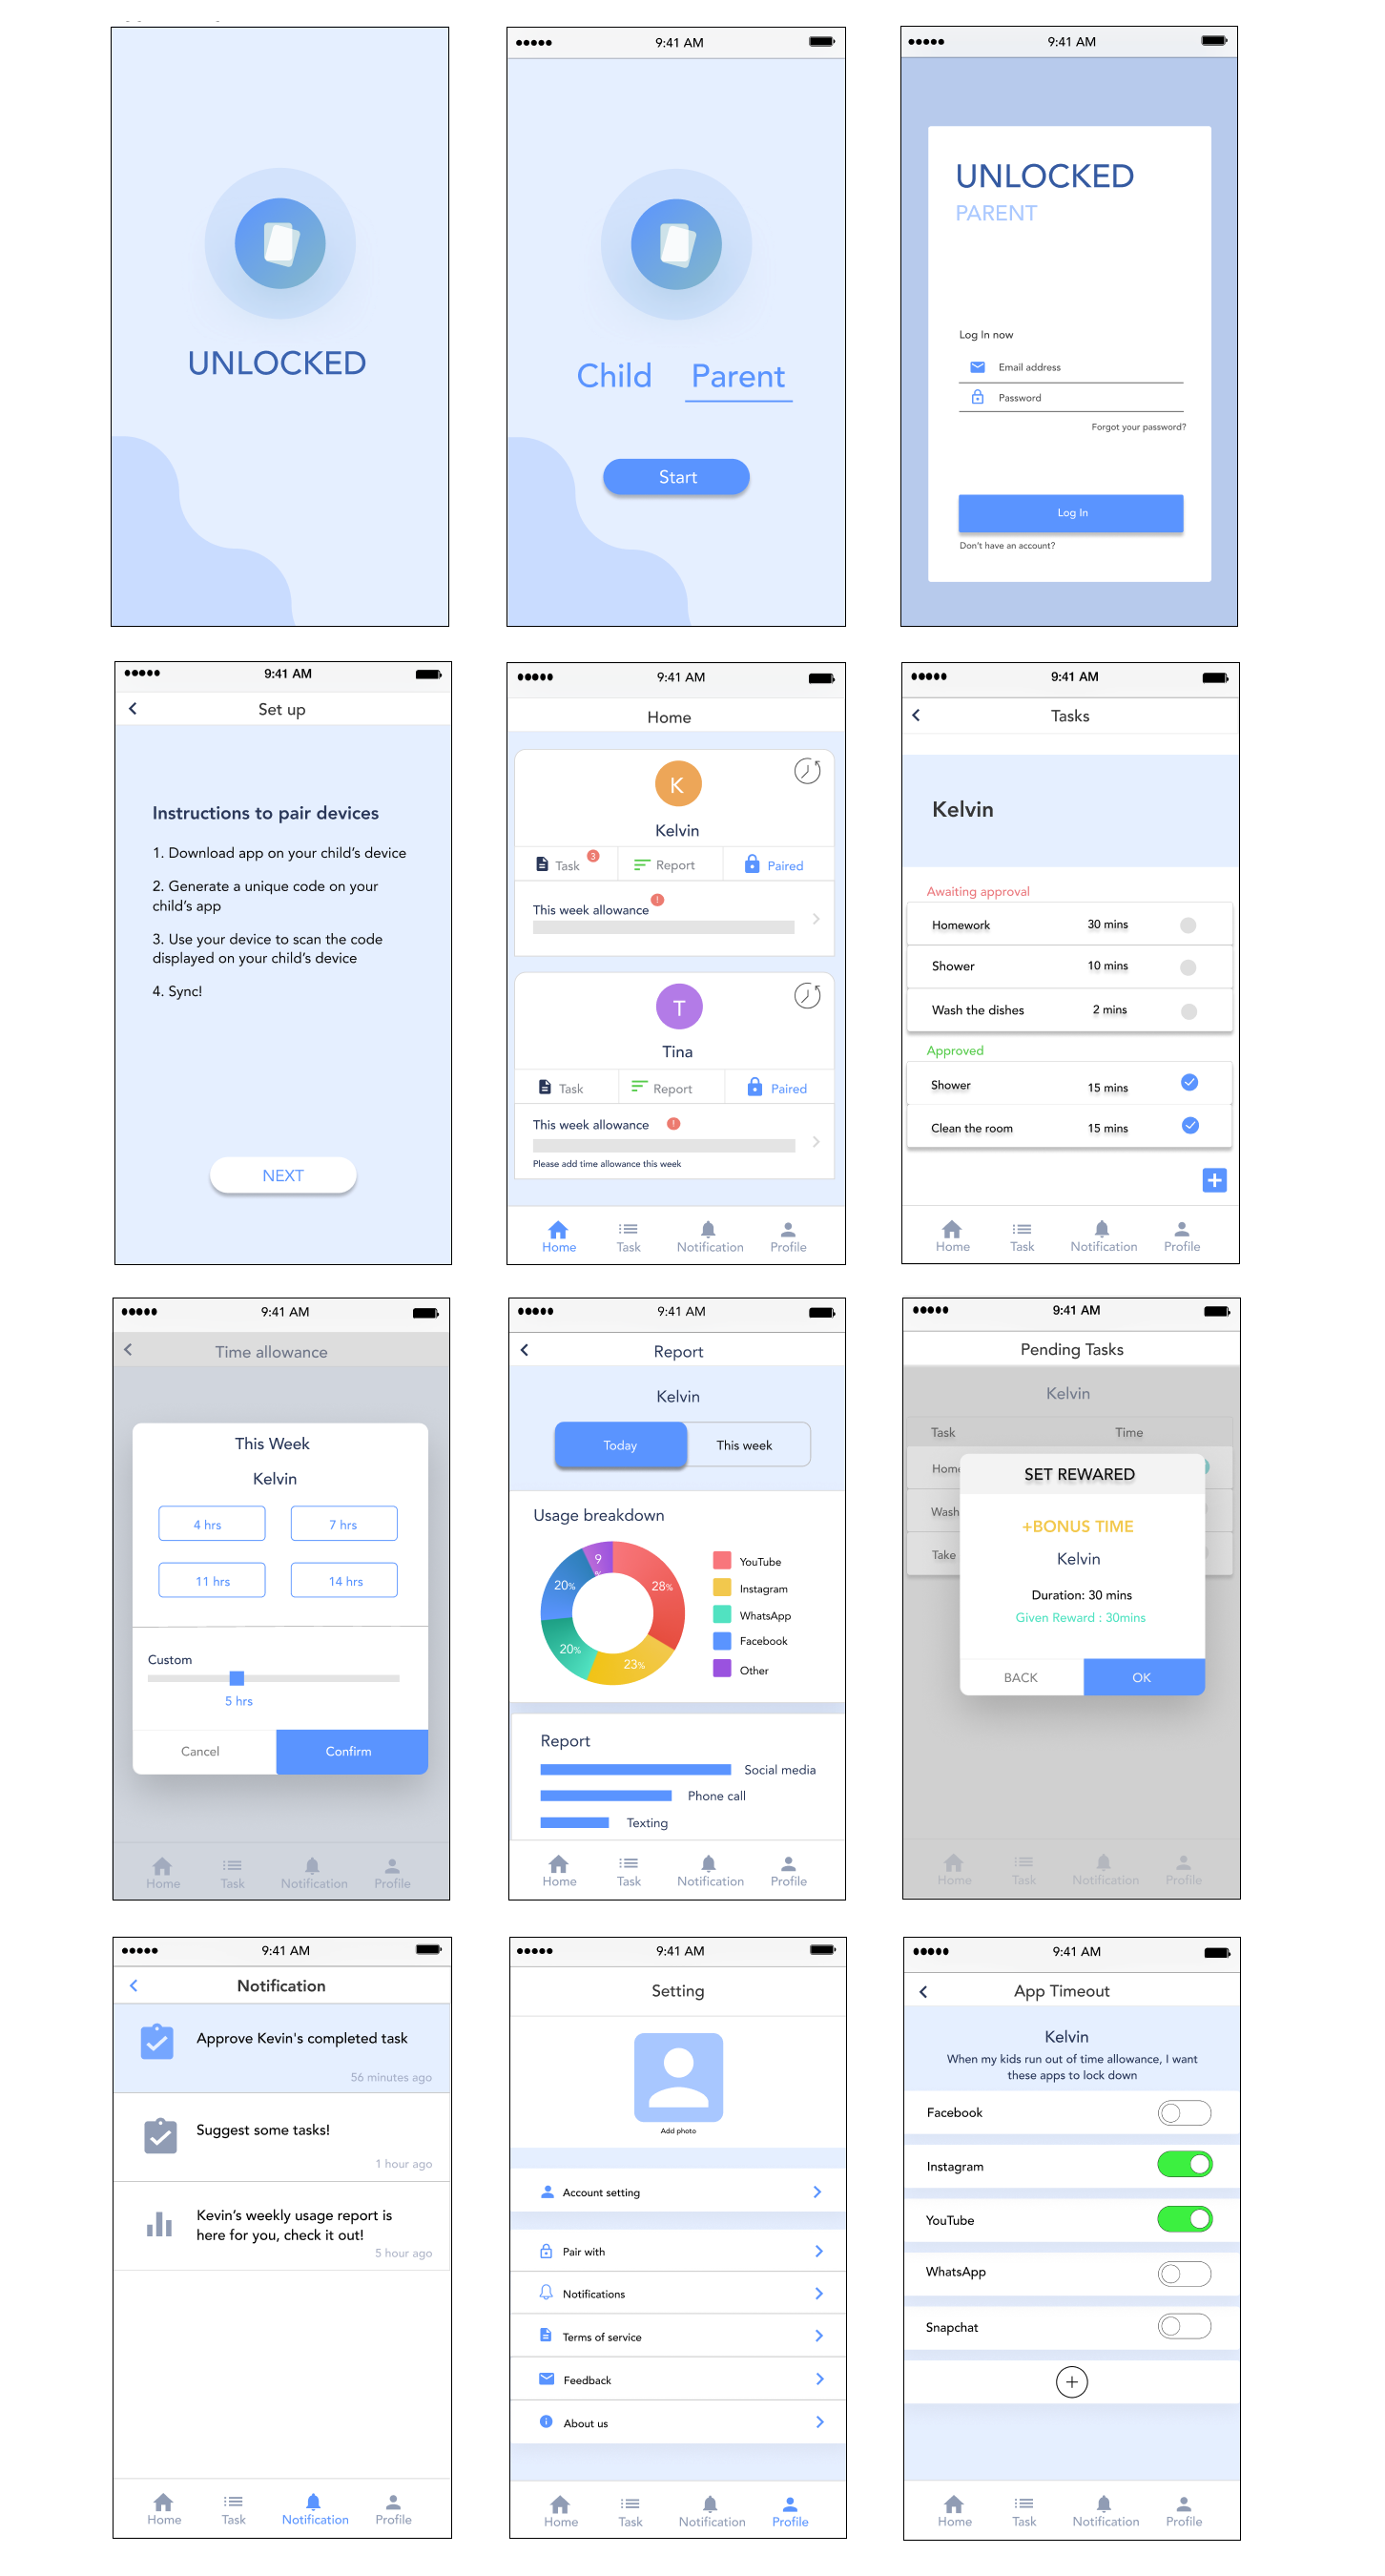 UNLOCKED
9:41 AM
Child Parent
Start
9:41 AM
UNLOCKED
PARENT
Log In now
Email address
Password
Forgot your password?
Log In
Don't have an account?
9:41 AM
Set up
Instructions to pair devices
1. Download app on your child's device
2. Generate a unique code on your
child's app
3. Use your device to scan the code
displayed on your child's device
4. Sync!
NEXT
9:41 AM
Home
K
Kelvin
Task 3 Report Paired
This week allowance !
T
Tina
Task Report Paired
This week allowance !
Please add time allowance this week
Home Task Notification Profile
9:41 AM
Tasks
Kelvin
Awaiting approval
Homework 30 mins
Shower 10 mins
Wash the dishes 2 mins
Approved
Shower 15 mins
Clean the room 15 mins
Home Task Notification Profile
9:41 AM
Time allowance
This Week
Kelvin
4 hrs 7 hrs
11 hrs 14 hrs
Custom
5 hrs
Cancel Confirm
Home Task Notification Profile
9:41 AM
Report
Kelvin
Today This week
Usage breakdown
9
%
20%
28%
20%
23%
YouTube
Instagram
WhatsApp
Facebook
Other
Report
Social media
Phone call
Texting
Home Task Notification Profile
9:41 AM
Pending Tasks
Kelvin
Task Time
Home
Wash
Take
SET REWARED
+BONUS TIME
Kelvin
Duration: 30 mins
Given Reward : 30mins
BACK OK
Home Task Notification Profile
9:41 AM
Notification
Approve Kevin's completed task
56 minutes ago
Suggest some tasks!
1 hour ago
Kevin's weekly usage report is
here for you, check it out!
5 hour ago
Home Task Notification Profile
9:41 AM
Setting
Add photo
Account setting
Pair with
Notifications
Terms of service
Feedback
About us
Home Task Notification Profile
9:41 AM
App Timeout
Kelvin
When my kids run out of time allowance, I want
these apps to lock down
Facebook
Instagram
YouTube
WhatsApp
Snapchat
Home Task Notification Profile